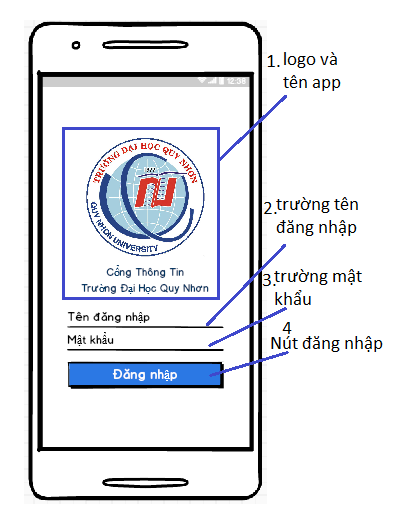 12:30
TRƯỜNG ĐẠI HỌC QUY NHƠN
QUY NHON UNIVERSITY
Cổng Thông Tin
Trường Đại Học Quy Nhơn
Tên đăng nhập
Mật khẩu
Đăng nhập
1. logo và
tên app
2. trường tên
đăng nhập
3. trường mật
khẩu
4
Nút đăng nhập